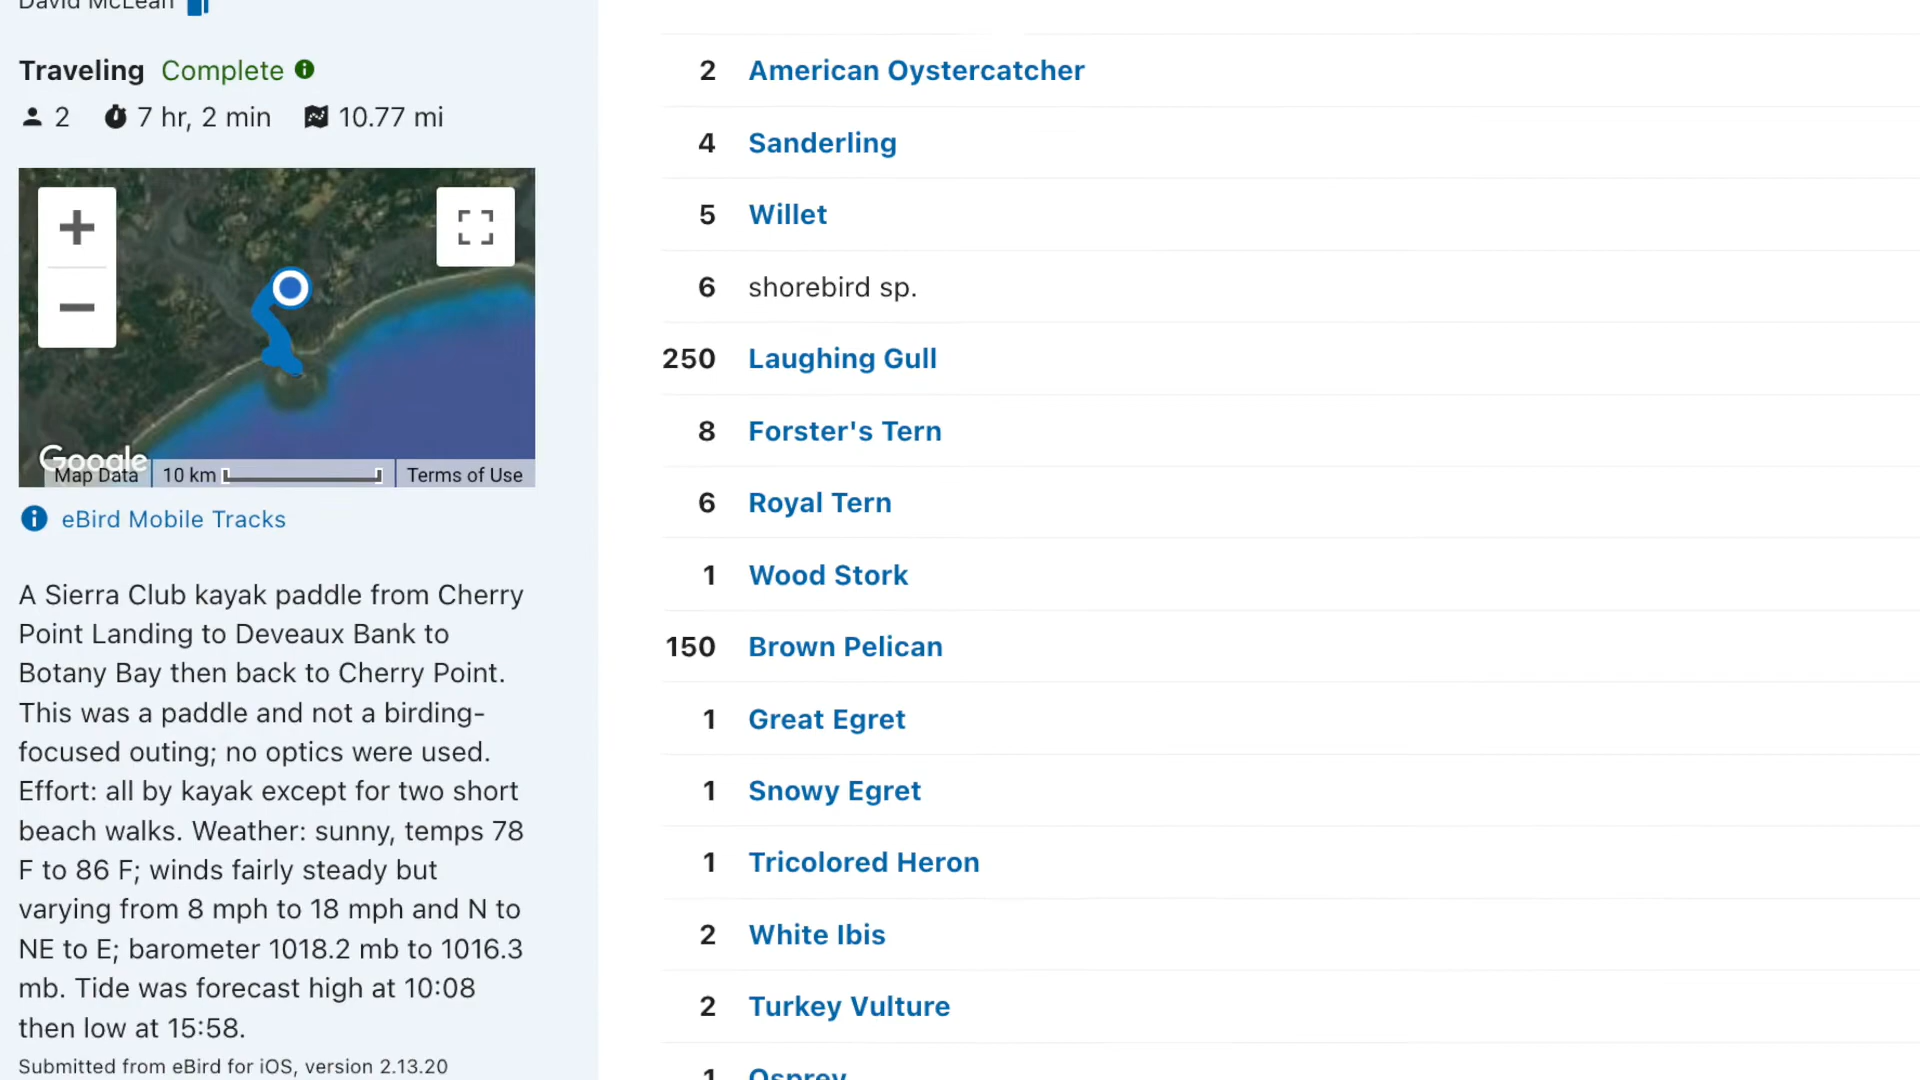 David McLean
Traveling Complete
2 7 hr, 2 min 10.77 mi
Google
Map Data 10 km Terms of Use
eBird Mobile Tracks
A Sierra Club kayak paddle from Cherry
Point Landing to Deveaux Bank to
Botany Bay then back to Cherry Point.
This was a paddle and not a birding-
focused outing; no optics were used.
Effort: all by kayak except for two short
beach walks. Weather: sunny, temps 78
F to 86 F; winds fairly steady but
varying from 8 mph to 18 mph and N to
NE to E; barometer 1018.2 mb to 1016.3
mb. Tide was forecast high at 10:08
then low at 15:58.
Submitted from eBird for iOS, version 2.13.20
2 American Oystercatcher
4 Sanderling
5 Willet
6 shorebird sp.
250 Laughing Gull
8 Forster's Tern
6 Royal Tern
1 Wood Stork
150 Brown Pelican
1 Great Egret
1 Snowy Egret
1 Tricolored Heron
2 White Ibis
2 Turkey Vulture
1 Osprey